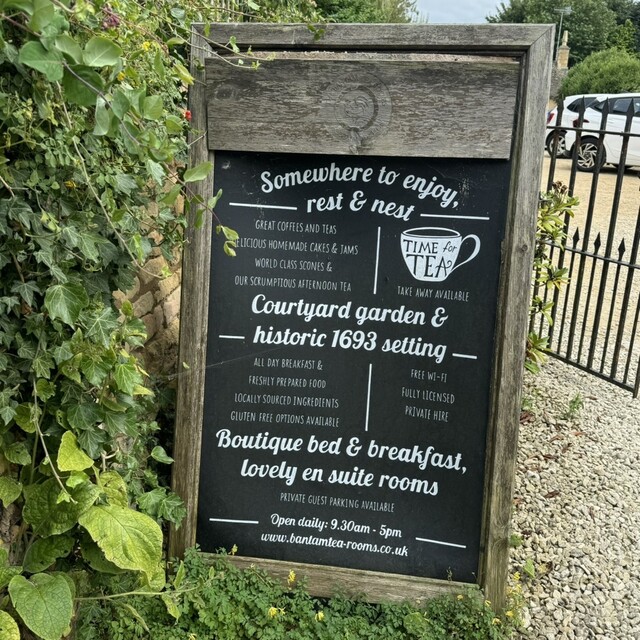 Somewhere to enjoy,
rest & nest
GREAT COFFEES AND TEAS
DELICIOUS HOMEMADE CAKES & JAMS
WORLD CLASS SCONES &
OUR SCRUMPTIOUS AFTERNOON TEA
TIME for
TEA
TAKE AWAY AVAILABLE
Courtyard garden &
historic 1693 setting
ALL DAY BREAKFAST &
FRESHLY PREPARED FOOD
LOCALLY SOURCED INGREDIENTS
GLUTEN FREE OPTIONS AVAILABLE
FREE WI-FI
FULLY LICENSED
PRIVATE HIRE
Boutique bed & breakfast,
lovely en suite rooms
PRIVATE GUEST PARKING AVAILABLE
Open daily: 9.30am - 5pm
www.bantamtea-rooms.co.uk